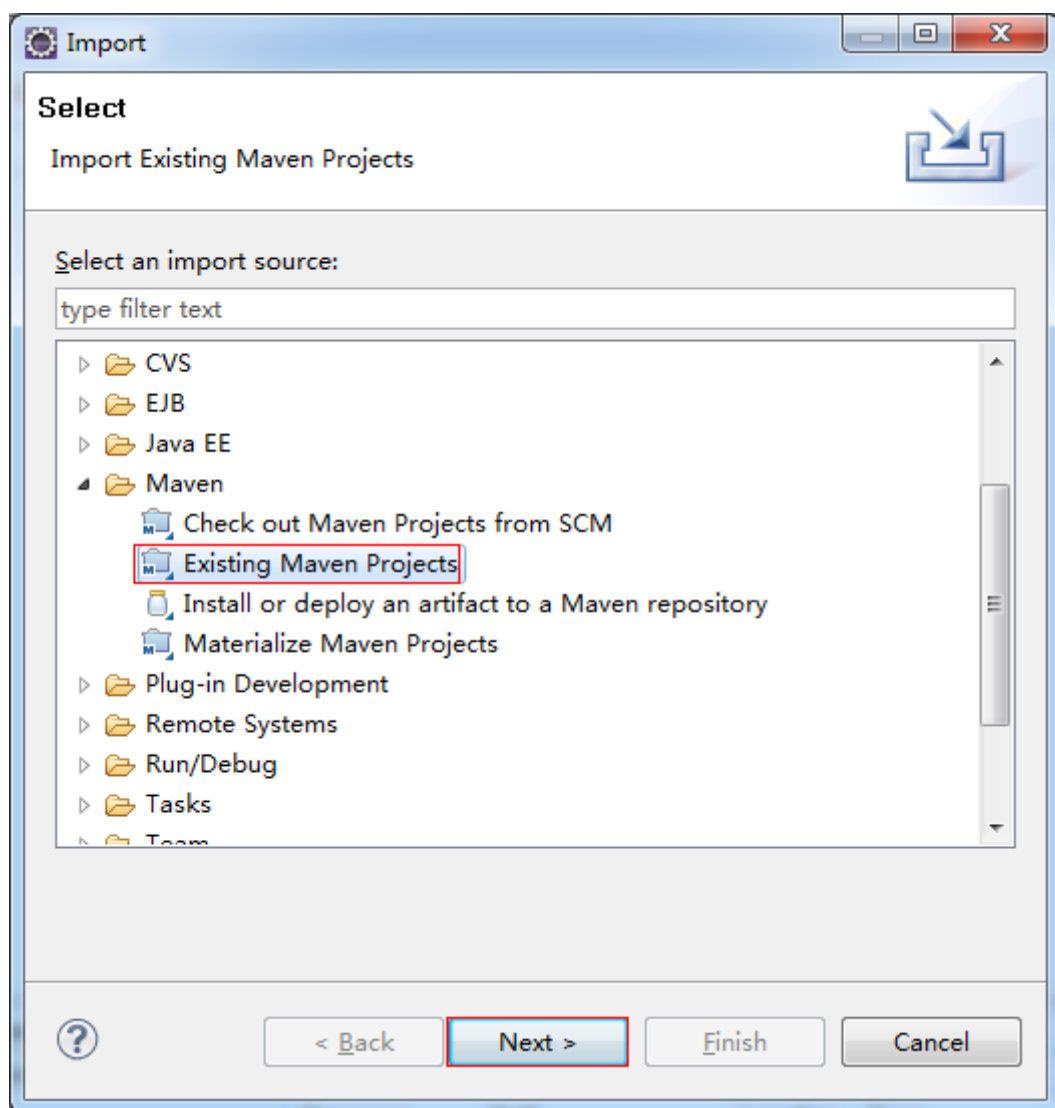 Import
Select
Import Existing Maven Projects
Select an import source:
type filter text
CVS
EJB
Java EE
Maven
Check out Maven Projects from SCM
Existing Maven Projects
Install or deploy an artifact to a Maven repository
Materialize Maven Projects
Plug-in Development
Remote Systems
Run/Debug
Tasks
Team
< Back Next > Finish Cancel